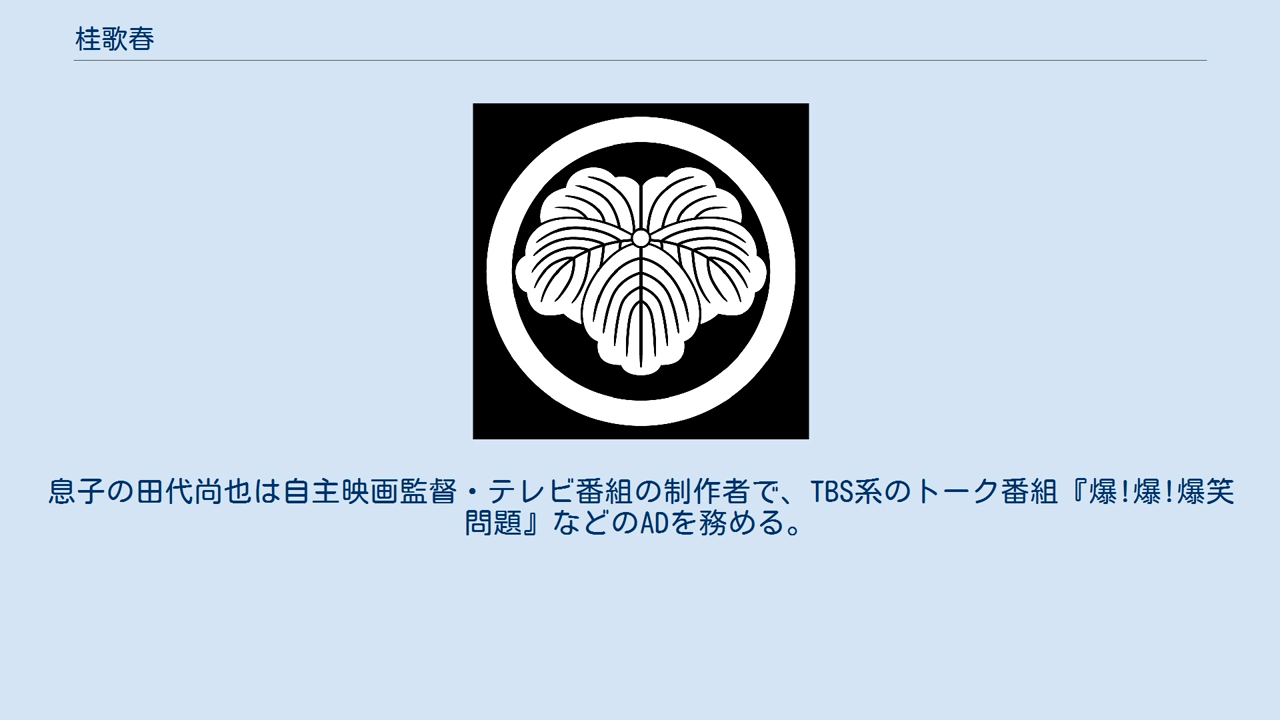 桂歌春
息子の田代尚也は自主映画監督・テレビ番組の制作者で、TBS系のトーク番組『爆!爆!爆笑
問題』などのADを務める。